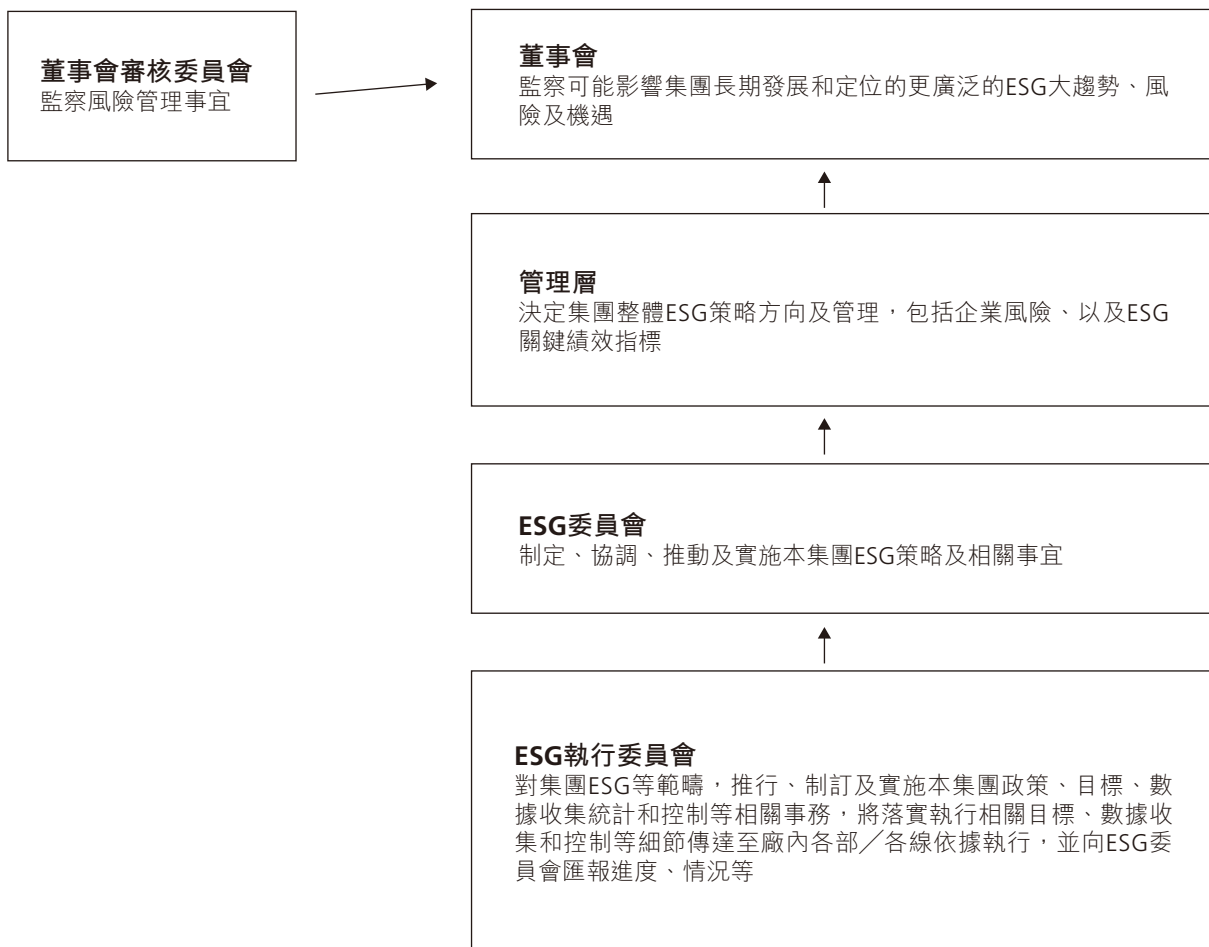 董事會審核委員會
監察風險管理事宜
董事會
監察可能影響集團長期發展和定位的更廣泛的ESG大趨勢、風
險及機遇
管理層
決定集團整體ESG策略方向及管理，包括企業風險、以及ESG
關鍵績效指標
ESG委員會
制定、協調、推動及實施本集團ESG策略及相關事宜
ESG執行委員會
對集團ESG等範疇，推行、制訂及實施本集團政策、目標、數
據收集統計和控制等相關事務，將落實執行相關目標、數據收
集和控制等細節傳達至廠內各部╱各線依據執行，並向ESG委
員會匯報進度、情況等